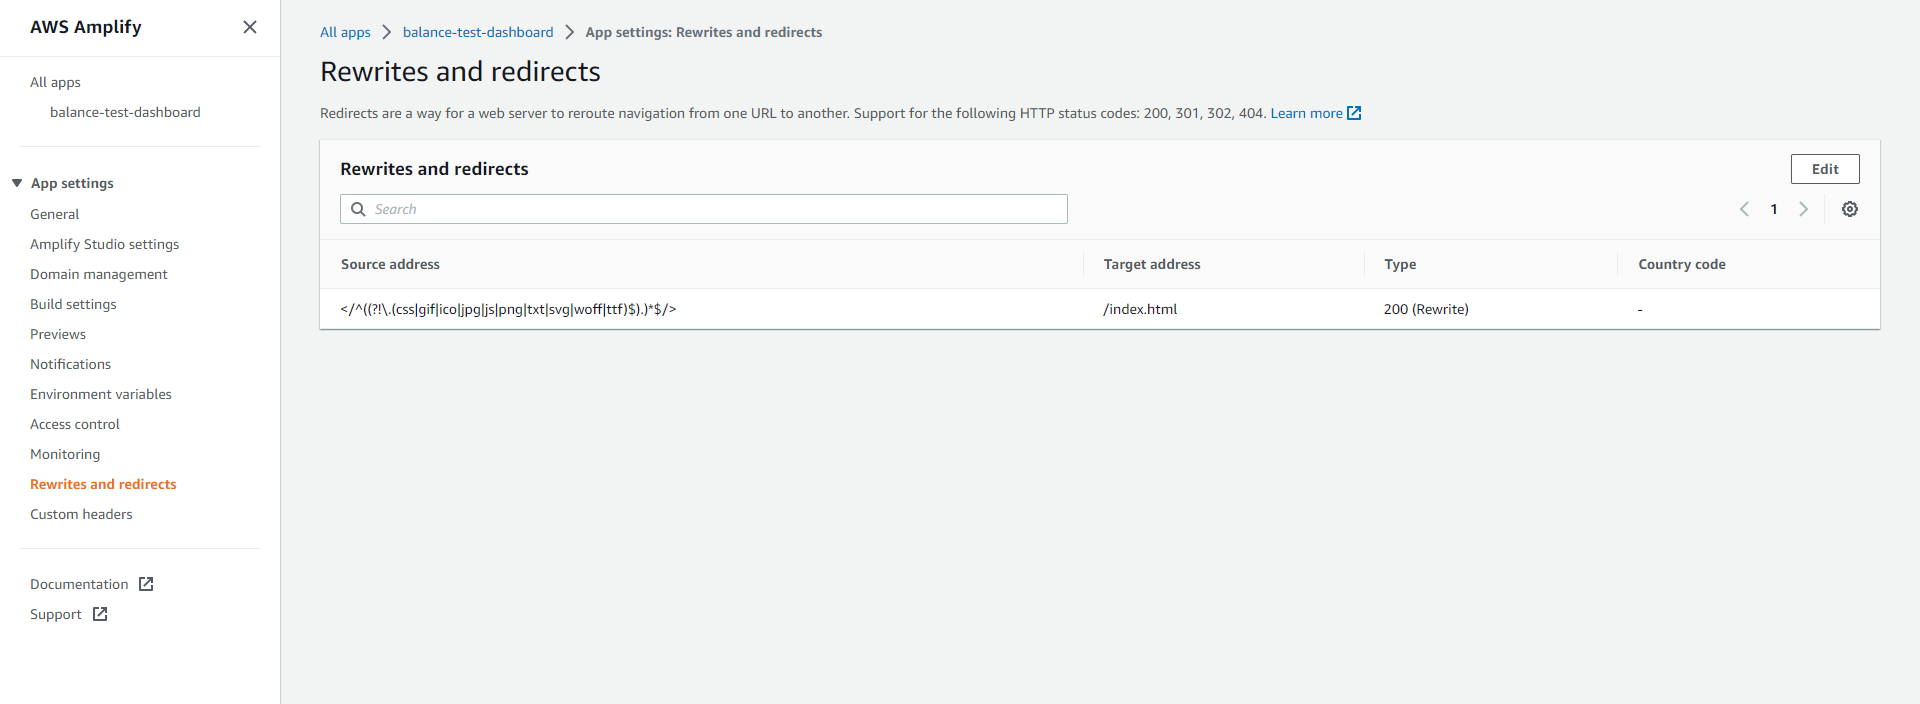 AWS Amplify
All apps
balance-test-dashboard
App settings
General
Amplify Studio settings
Domain management
Build settings
Previews
Notifications
Environment variables
Access control
Monitoring
Rewrites and redirects
Custom headers
Documentation
Support
All apps balance-test-dashboard App settings: Rewrites and redirects
Rewrites and redirects
Redirects are a way for a web server to reroute navigation from one URL to another. Support for the following HTTP status codes: 200, 301, 302, 404. Learn more
Rewrites and redirects Edit
Search 1
Source address Target address Type Country code
</^((?!\.(css|gif|ico|jpg|js|png|txt|svg|woff|ttf)$).)*$/> /index.html 200 (Rewrite) -